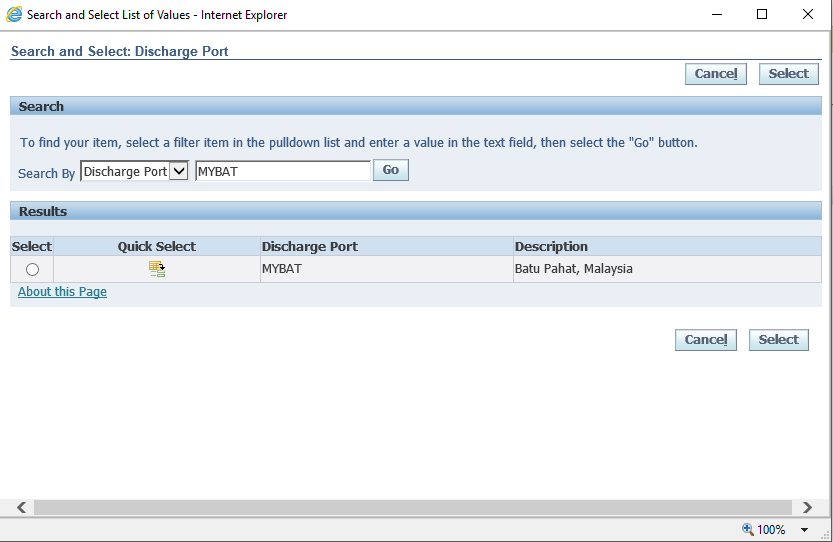 Search and Select List of Values - Internet Explorer
Search and Select: Discharge Port
Cancel Select
Search
To find your item, select a filter item in the pulldown list and enter a value in the text field, then select the "Go" button.
Search By Discharge Port MYBAT Go
Results
Select Quick Select Discharge Port Description
MYBAT Batu Pahat, Malaysia
About this Page
Cancel Select
100%